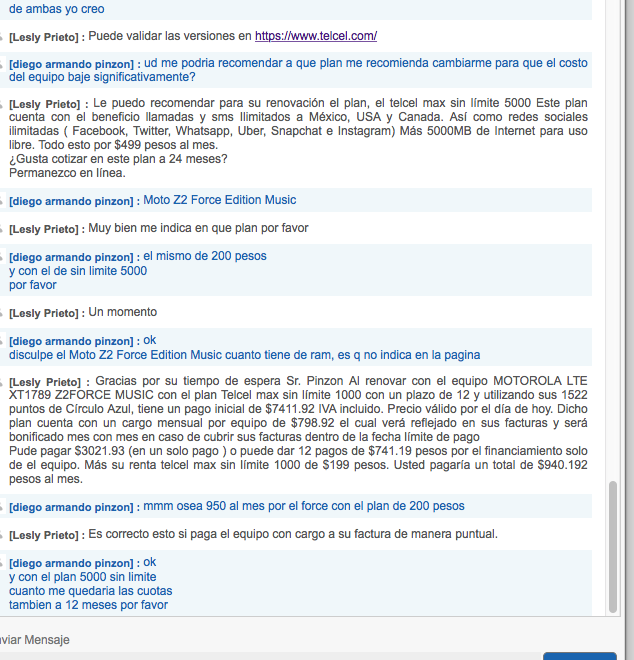 de ambas yo creo
[Lesly Prieto] : Puede validar las versiones en https://www.telcel.com/
[diego armando pinzon] : ud me podria recomendar a que plan me recomienda cambiarme para que el costo
del equipo baje significativamente?
[Lesly Prieto] : Le puedo recomendar para su renovación el plan, el telcel max sin límite 5000 Este plan
cuenta con el beneficio llamadas y sms Ilimitados a México, USA y Canada. Así como redes sociales
ilimitadas ( Facebook, Twitter, Whatsapp, Uber, Snapchat e Instagram) Más 5000MB de Internet para uso
libre. Todo esto por $499 pesos al mes.
¿Gusta cotizar en este plan a 24 meses?
Permanezco en línea.
[diego armando pinzon] : Moto Z2 Force Edition Music
[Lesly Prieto] : Muy bien me indica en que plan por favor
[diego armando pinzon] : el mismo de 200 pesos
y con el de sin limite 5000
por favor
[Lesly Prieto] : Un momento
[diego armando pinzon] : ok
disculpe el Moto Z2 Force Edition Music cuanto tiene de ram, es q no indica en la pagina
[Lesly Prieto] : Gracias por su tiempo de espera Sr. Pinzon Al renovar con el equipo MOTOROLA LTE
XT1789 Z2FORCE MUSIC con el plan Telcel max sin límite 1000 con un plazo de 12 y utilizando sus 1522
puntos de Círculo Azul, tiene un pago inicial de $7411.92 IVA incluido. Precio válido por el día de hoy. Dicho
plan cuenta con un cargo mensual por equipo de $798.92 el cual verá reflejado en sus facturas y será
bonificado mes con mes en caso de cubrir sus facturas dentro de la fecha límite de pago
Pude pagar $3021.93 (en un solo pago ) o puede dar 12 pagos de $741.19 pesos por el financiamiento solo
de el equipo. Más su renta telcel max sin límite 1000 de $199 pesos. Usted pagaría un total de $940.192
pesos al mes.
[diego armando pinzon] : mmm osea 950 al mes por el force con el plan de 200 pesos
[Lesly Prieto] : Es correcto esto si paga el equipo con cargo a su factura de manera puntual.
[diego armando pinzon] : ok
y con el plan 5000 sin limite
cuanto me quedaria las cuotas
tambien a 12 meses por favor
nviar Mensaje